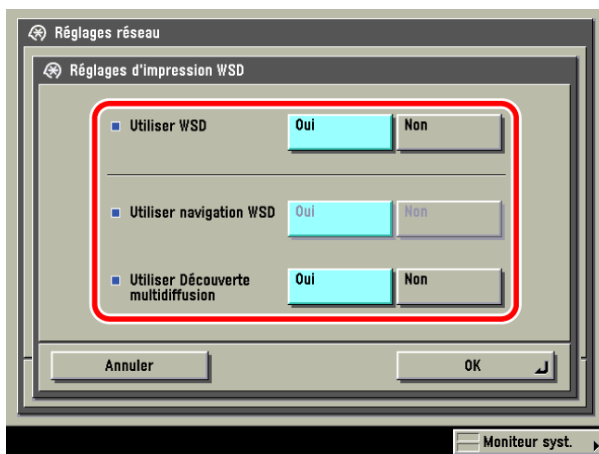 Réglages réseau
Réglages d'impression WSD
Utiliser WSD Oui Non
Utiliser navigation WSD Oui Non
Utiliser Découverte
multidiffusion Oui Non
Annuler OK
Moniteur syst.